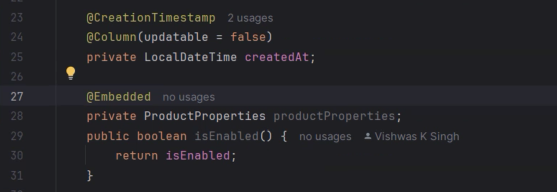 23 @CreationTimestamp 2 usages
24 @Column(updatable = false)
25 private LocalDateTime createdAt;
26
27 @Embedded no usages
28 private ProductProperties productProperties;
29 public boolean isEnabled() { no usages Vishwas K Singh
30 return isEnabled;
31 }